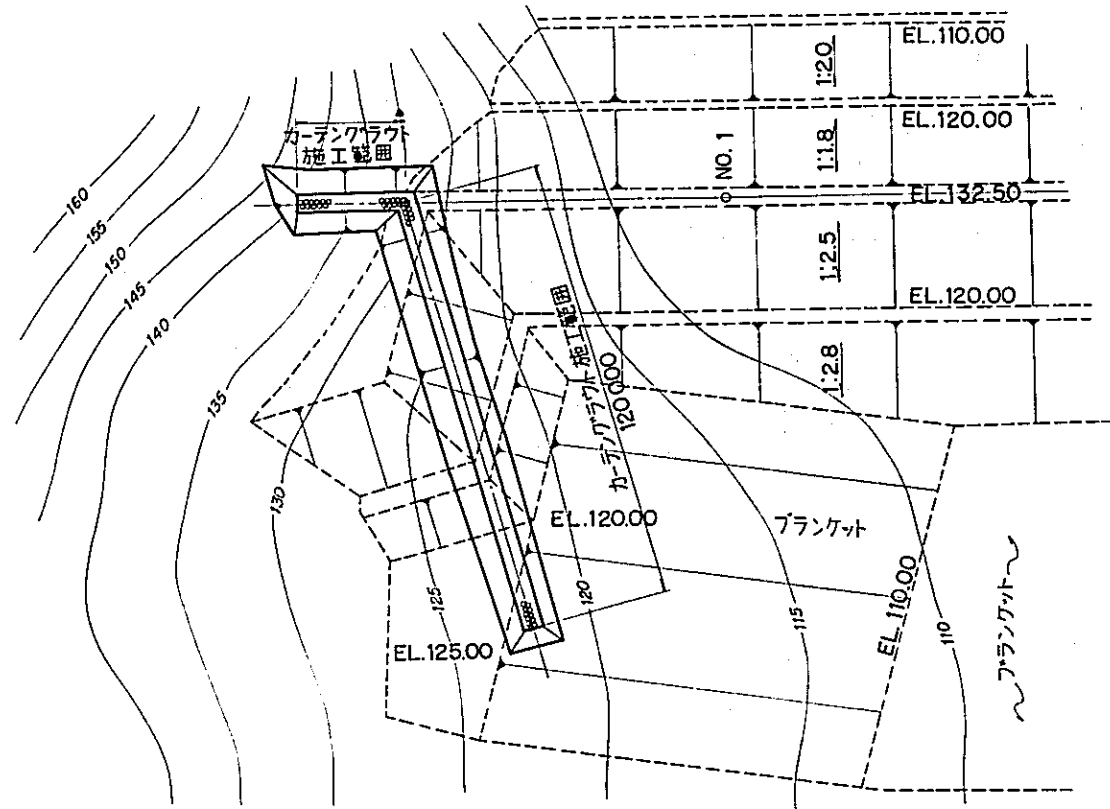 EL.110.00
1:2.0
EL.120.00
カーテングラウト
施工範囲
1:1.8
NO. 1
EL.132.50
160
155
150
145
140
135
130
1:2.5
EL.120.00
1:2.8
カーテングラウト施工範囲
120.000
EL.120.00
ブランケット
EL.110.00
ブランケット
125
120
115
110
EL.125.00